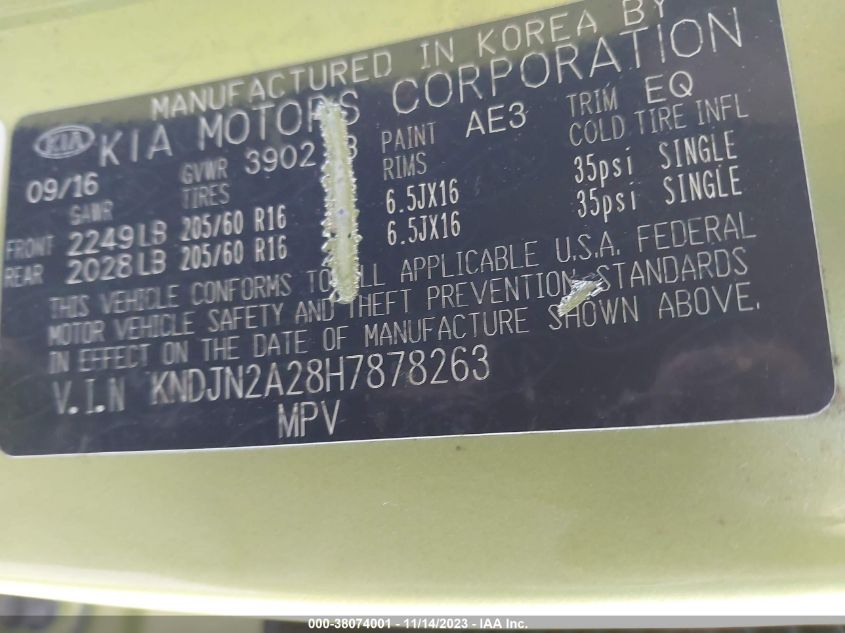 MANUFACTURED IN KOREA BY
KIA KIA MOTORS CORPORATION
09/16 GVWR 3902 PAINT AE3 TRIM EQ
GAWR TIRES RIMS COLD TIRE INFL
FRONT 2249LB 205/60 R16 6.5JX16 35psi SINGLE
REAR 2028LB 205/60 R16 6.5JX16 35psi SINGLE
THIS VEHICLE CONFORMS TO ALL APPLICABLE U.S.A. FEDERAL
MOTOR VEHICLE SAFETY AND THEFT PREVENTION STANDARDS
IN EFFECT ON THE DATE OF MANUFACTURE SHOWN ABOVE.
V.I.N KNDJN2A28H7878263
MPV
000-38074001 - 11/14/2023 - IAA Inc.